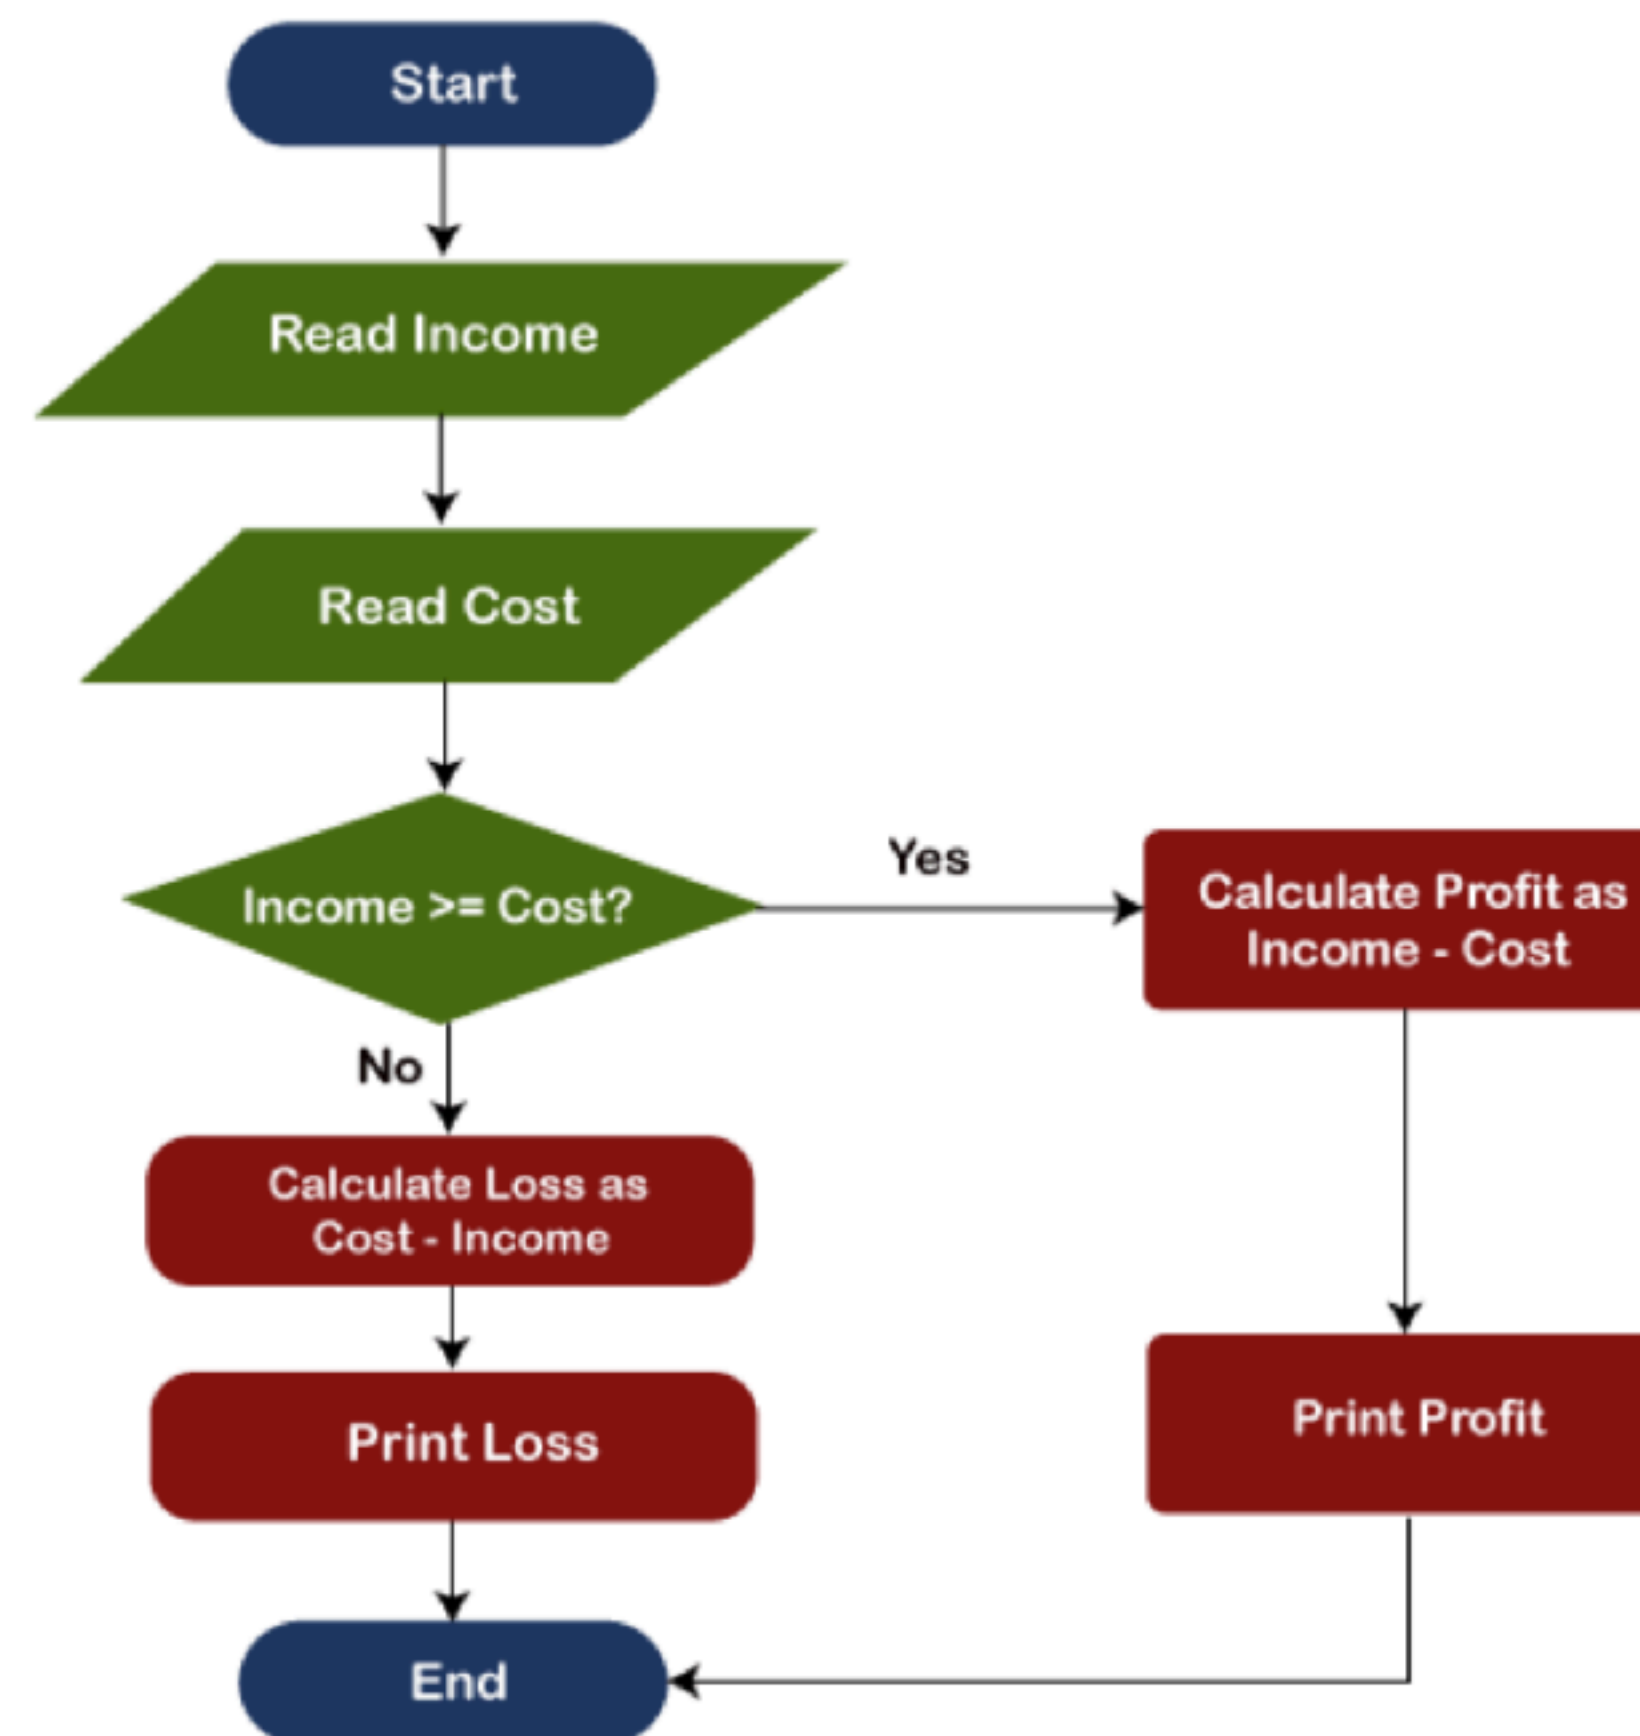 Start
Read Income
Read Cost
Income >= Cost?
Yes
Calculate Profit as
Income - Cost
No
Calculate Loss as
Cost - Income
Print Loss
Print Profit
End